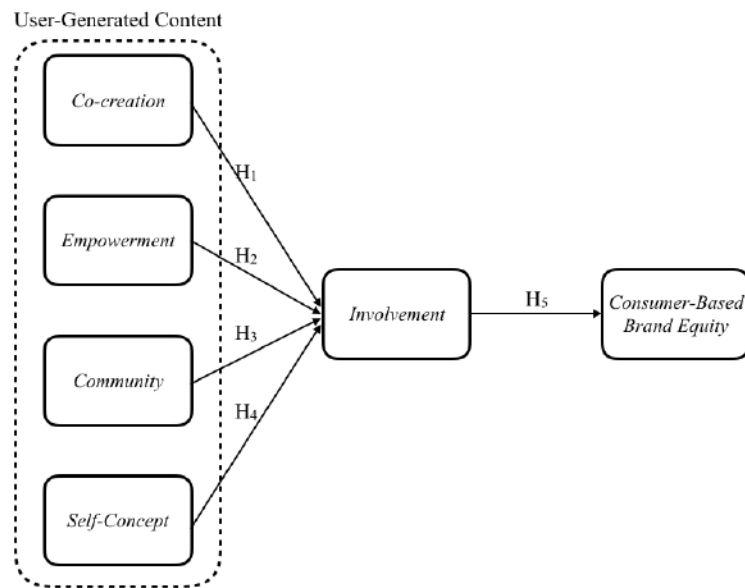 User-Generated Content
Co-creation
H₁
Empowerment
H₂
Involvement
H₅
Consumer-Based
Brand Equity
H₃
Community
H₄
Self-Concept